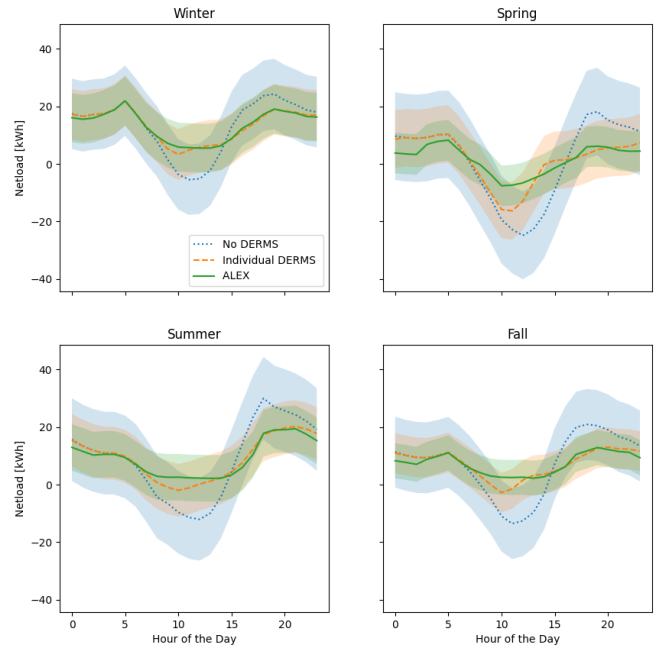 Winter
Spring
Netload [kWh]
40
20
0
−20
−40
No DERMS
Individual DERMS
ALEX
Summer
Fall
Netload [kWh]
40
20
0
−20
−40
0 5 10 15 20
0 5 10 15 20
Hour of the Day
Hour of the Day